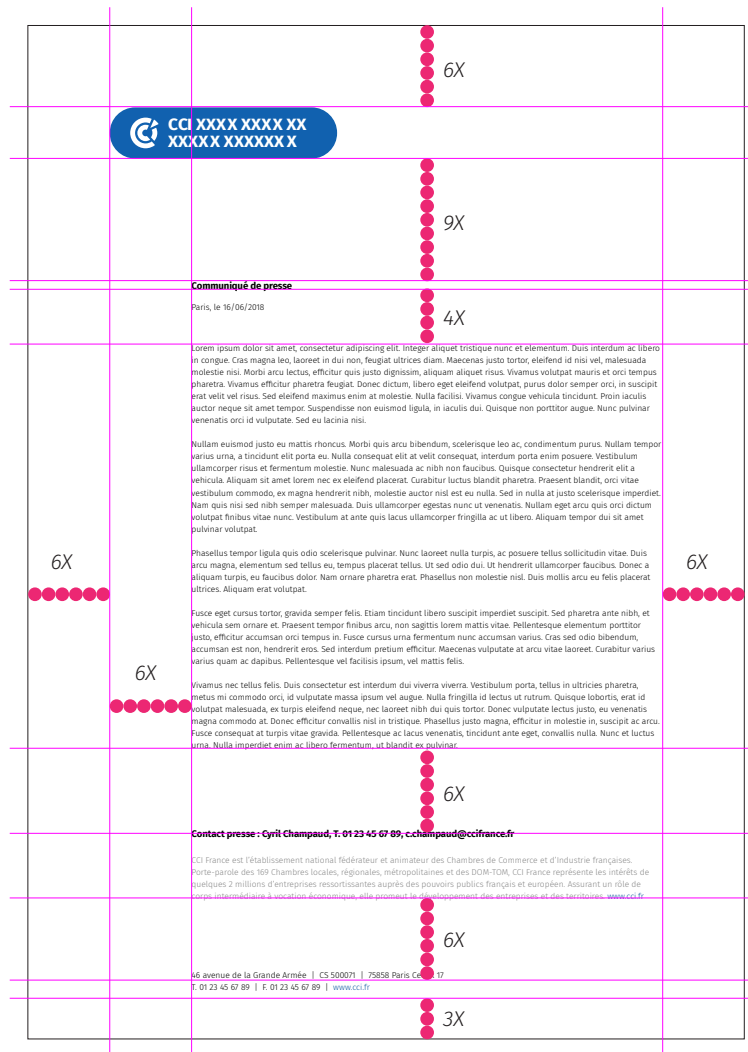 6X
CCI XXXX XXXX XX
XXXXX XXXXXX X
9X
Communiqué de presse
Paris, le 16/06/2018
4X
Lorem ipsum dolor sit amet, consectetur adipiscing elit. Integer aliquet tristique nunc et elementum. Duis interdum ac libero
in congue. Cras magna leo, laoreet in dui non, feugiat ultrices diam. Maecenas justo tortor, eleifend id nisi vel, malesuada
molestie nisi. Morbi arcu lectus, efficitur quis justo dignissim, aliquam aliquet risus. Vivamus volutpat mauris et orci tempus
pharetra. Vivamus efficitur pharetra feugiat. Donec dictum, libero eget eleifend volutpat, purus dolor semper orci, in suscipit
erat velit vel risus. Sed eleifend maximus enim at molestie. Nulla facilisi. Vivamus congue vehicula tincidunt. Proin iaculis
auctor neque sit amet tempor. Suspendisse non euismod ligula, in iaculis dui. Quisque non porttitor augue. Nunc pulvinar
venenatis orci id vulputate. Sed eu lacinia nisi.
Nullam euismod justo eu mattis rhoncus. Morbi quis arcu bibendum, scelerisque leo ac, condimentum purus. Nullam tempor
varius urna, a tincidunt elit porta eu. Nulla consequat elit at velit consequat, interdum porta enim posuere. Vestibulum
ullamcorper risus et fermentum molestie. Nunc malesuada ac nibh non faucibus. Quisque consectetur hendrerit elit a
vehicula. Aliquam sit amet lorem nec ex eleifend placerat. Curabitur luctus blandit pharetra. Praesent blandit, orci vitae
vestibulum commodo, ex magna hendrerit nibh, molestie auctor nisl est eu nulla. Sed in nulla at justo scelerisque imperdiet.
Nam quis nisi sed nibh semper malesuada. Duis ullamcorper egestas nunc ut venenatis. Nullam eget arcu quis orci dictum
volutpat finibus vitae nunc. Vestibulum at ante quis lacus ullamcorper fringilla ac ut libero. Aliquam tempor dui sit amet
pulvinar volutpat.
Phasellus tempor ligula quis odio scelerisque pulvinar. Nunc laoreet nulla turpis, ac posuere tellus sollicitudin vitae. Duis
arcu magna, elementum sed tellus eu, tempus placerat tellus. Ut sed odio dui. Ut hendrerit ullamcorper faucibus. Donec a
aliquam turpis, eu faucibus dolor. Nam ornare pharetra erat. Phasellus non molestie nisl. Duis mollis arcu eu felis placerat
ultrices. Aliquam erat volutpat.
6X
6X
Fusce eget cursus tortor, gravida semper felis. Etiam tincidunt libero suscipit imperdiet suscipit. Sed pharetra ante nibh, et
vehicula sem ornare et. Praesent tempor finibus arcu, non sagittis lorem mattis vitae. Pellentesque elementum porttitor
justo, efficitur accumsan orci tempus in. Fusce cursus urna fermentum nunc accumsan varius. Cras sed odio bibendum,
accumsan est non, hendrerit eros. Sed interdum pretium efficitur. Maecenas vulputate at arcu vitae laoreet. Curabitur varius
varius quam ac dapibus. Pellentesque vel facilisis ipsum, vel mattis felis.
6X
Vivamus nec tellus felis. Duis consectetur est interdum dui viverra viverra. Vestibulum porta, tellus in ultricies pharetra,
metus mi commodo orci, id vulputate massa ipsum vel augue. Nulla fringilla id lectus ut rutrum. Quisque lobortis, erat id
volutpat malesuada, ex turpis eleifend neque, nec laoreet nibh dui quis tortor. Donec vulputate lectus justo, eu venenatis
magna commodo at. Donec efficitur convallis nisl in tristique. Phasellus justo magna, efficitur in molestie in, suscipit ac arcu.
Fusce consequat at turpis vitae gravida. Pellentesque ac lacus venenatis, tincidunt ante eget, convallis nulla. Nunc et luctus
urna. Nulla imperdiet enim ac libero fermentum, ut blandit ex pulvinar.
6X
Contact presse : Cyril Champaud, T. 01 23 45 67 89, c.champaud@ccifrance.fr
CCI France est l'établissement national fédérateur et animateur des Chambres de Commerce et d'Industrie françaises.
Porte-parole des 169 Chambres locales, régionales, métropolitaines et des DOM-TOM, CCI France représente les intérêts de
quelques 2 millions d'entreprises ressortissantes auprès des pouvoirs publics français et européen. Assurant un rôle de
corps intermédiaire à vocation économique, elle promeut le développement des entreprises et des territoires. www.cci.fr
6X
46 avenue de la Grande Armée | CS 500071 | 75858 Paris 17
T. 01 23 45 67 89 | F. 01 23 45 67 89 | www.cci.fr
3X